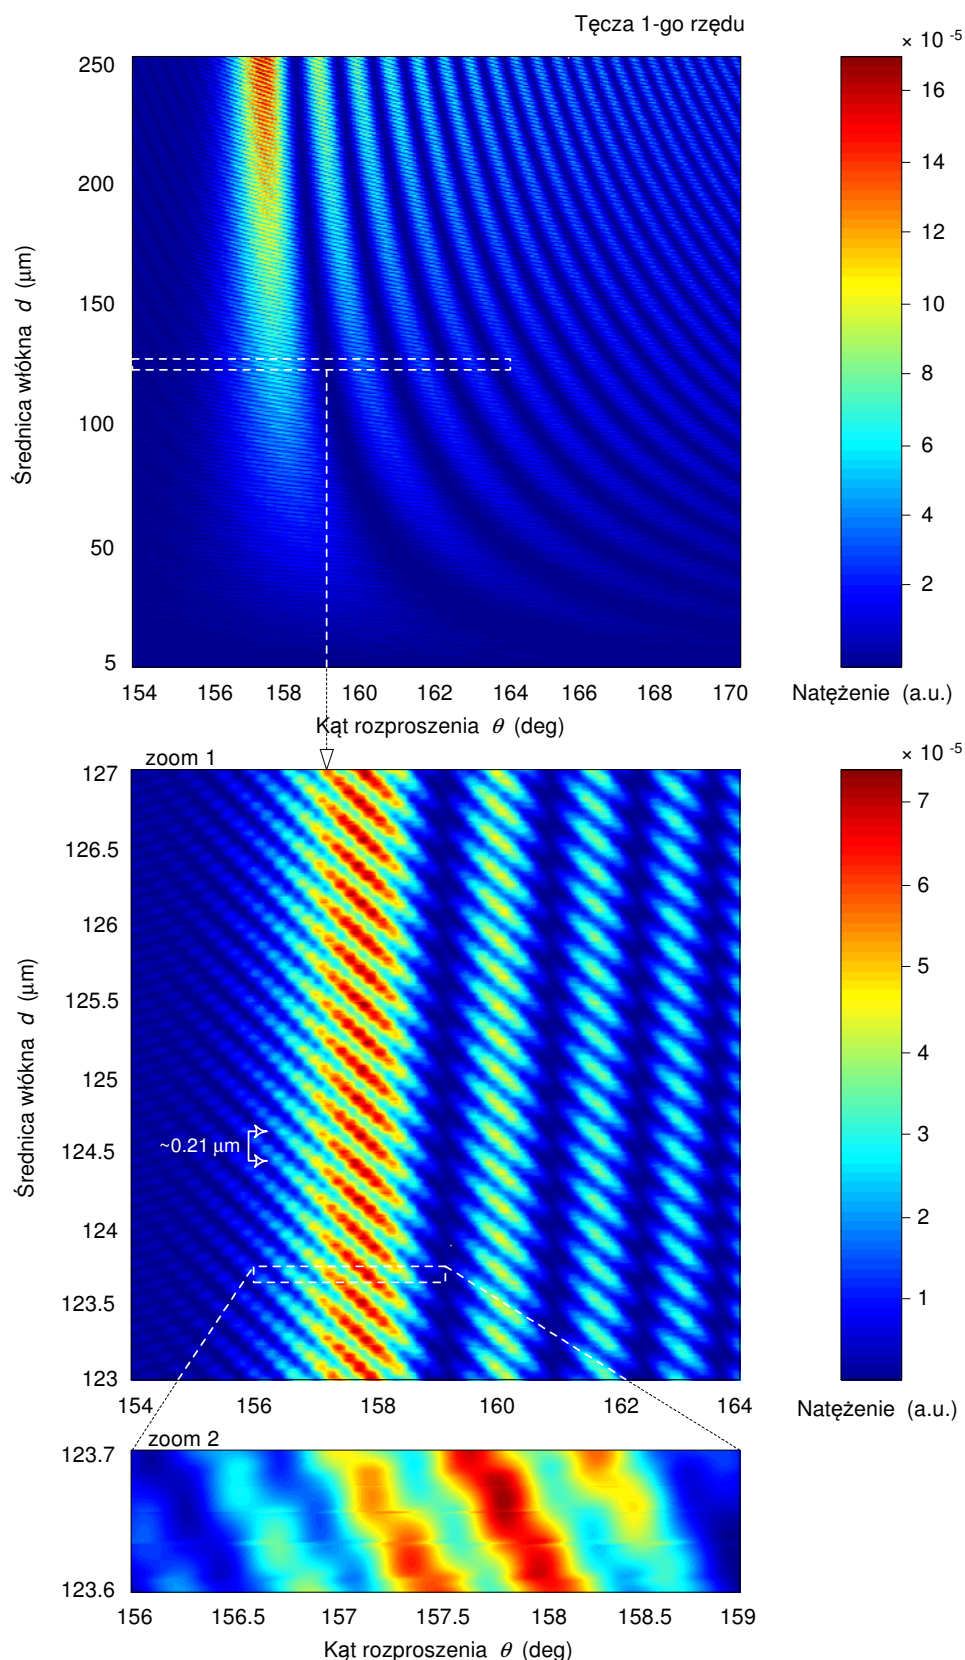 Tęcza 1-go rzędu
× 10 -5
250
200
150
100
50
5
Średnica włókna d (µm)
154 156 158 160 162 164 166 168 170
Kąt rozproszenia θ (deg)
16
14
12
10
8
6
4
2
Natężenie (a.u.)
zoom 1
× 10 -5
127
126.5
126
125.5
125
124.5
124
123.5
123
Średnica włókna d (µm)
~0.21 µm
154 156 158 160 162 164
7
6
5
4
3
2
1
Natężenie (a.u.)
zoom 2
123.7
123.6
156 156.5 157 157.5 158 158.5 159
Kąt rozproszenia θ (deg)